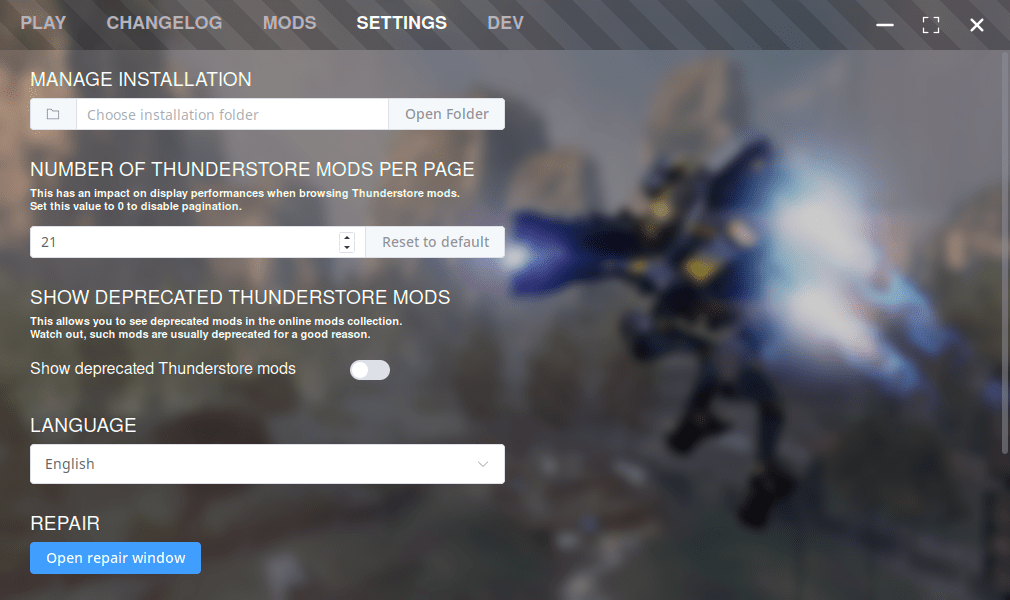 PLAY CHANGELOG MODS SETTINGS DEV
MANAGE INSTALLATION
Choose installation folder Open Folder
NUMBER OF THUNDERSTORE MODS PER PAGE
This has an impact on display performances when browsing Thunderstore mods.
Set this value to 0 to disable pagination.
21 Reset to default
SHOW DEPRECATED THUNDERSTORE MODS
This allows you to see deprecated mods in the online mods collection.
Watch out, such mods are usually deprecated for a good reason.
Show deprecated Thunderstore mods
LANGUAGE
English
REPAIR
Open repair window